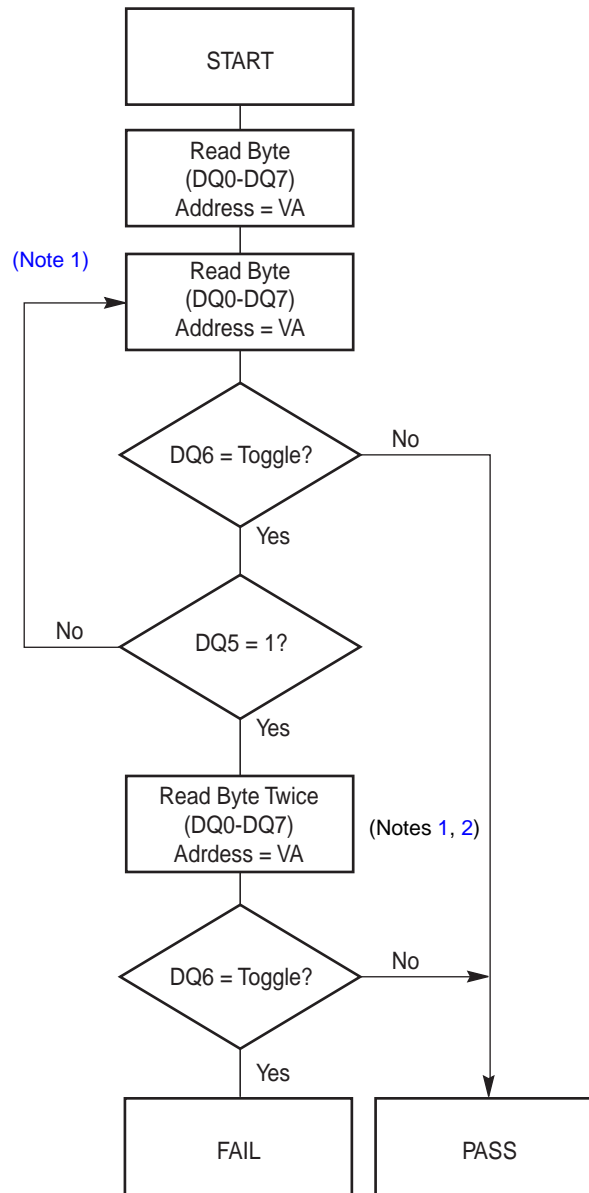 START
Read Byte
(DQ0-DQ7)
Address = VA
(Note 1)
Read Byte
(DQ0-DQ7)
Address = VA
DQ6 = Toggle?
No
Yes
No
DQ5 = 1?
Yes
Read Byte Twice
(DQ0-DQ7)
Adrdess = VA
(Notes 1, 2)
DQ6 = Toggle?
No
Yes
FAIL
PASS